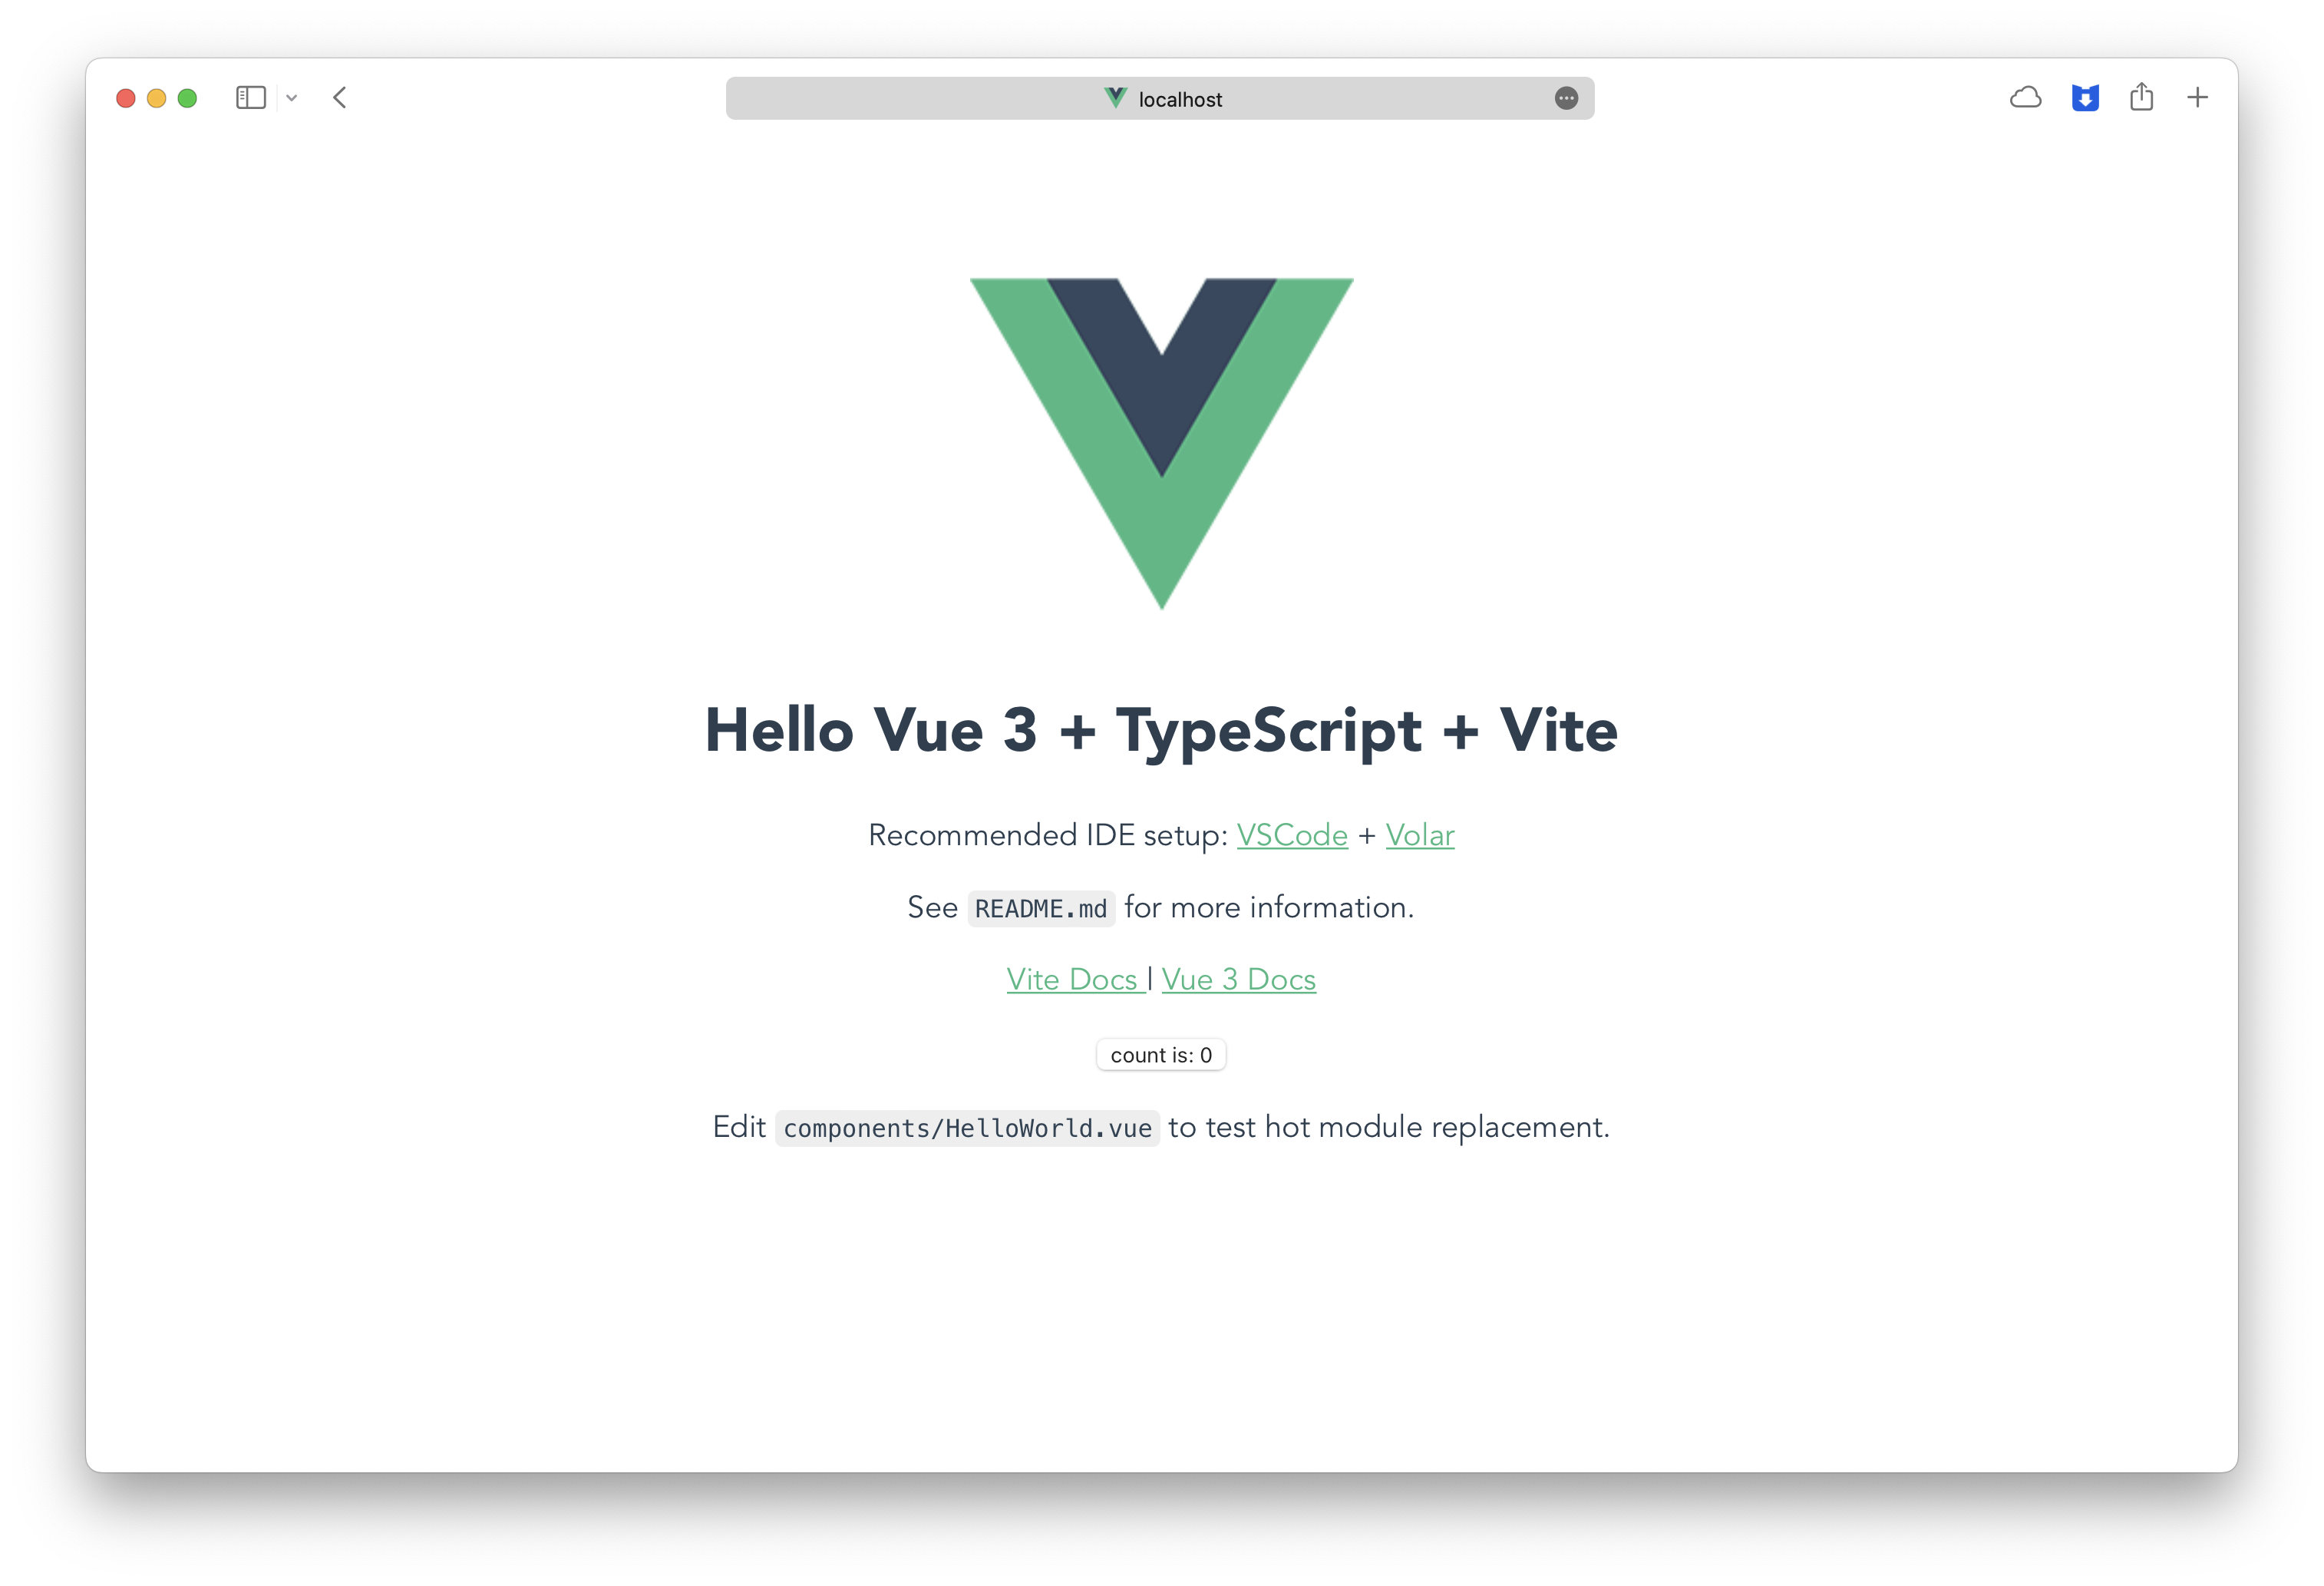 localhost
Hello Vue 3 + TypeScript + Vite
Recommended IDE setup: VSCode + Volar
See README.md for more information.
Vite Docs | Vue 3 Docs
count is: 0
Edit components/HelloWorld.vue to test hot module replacement.